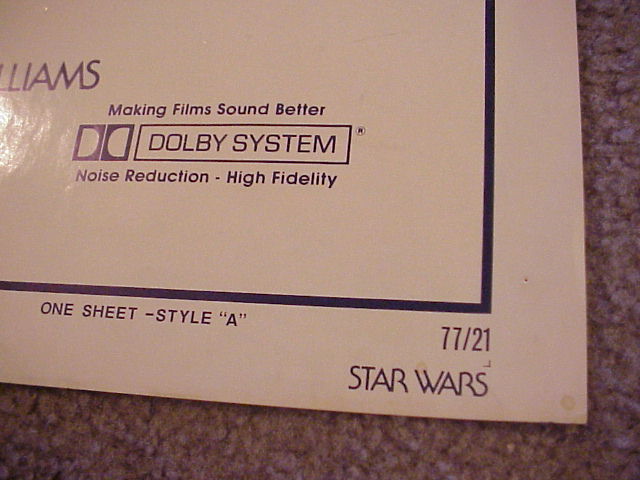 LLIAMS
Making Films Sound Better
DOLBY SYSTEM®
Noise Reduction - High Fidelity
ONE SHEET -STYLE "A"
77/21
STAR WARS